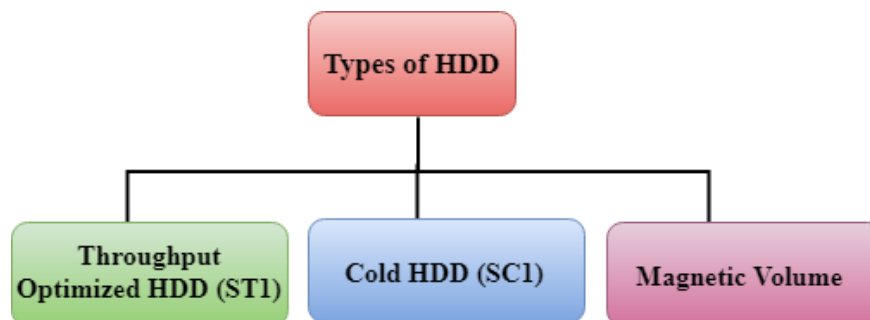 Types of HDD
Throughput
Optimized HDD (ST1)
Cold HDD (SC1)
Magnetic Volume